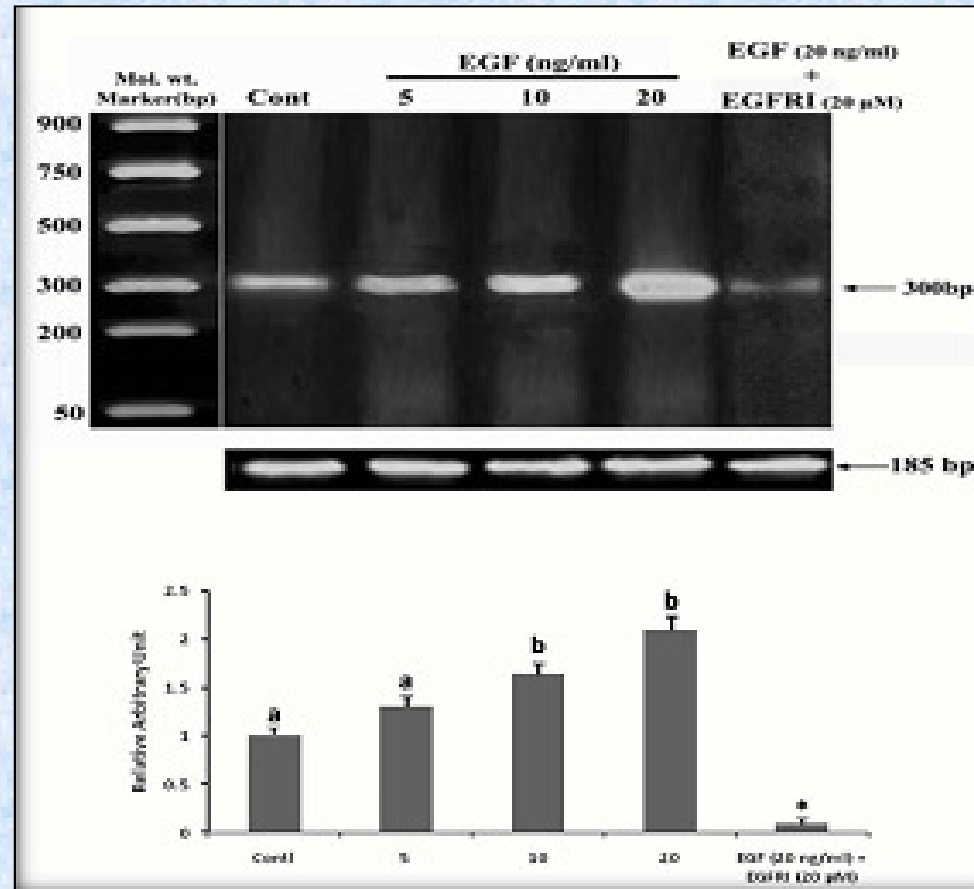 EGF (ng/ml)
EGF (20 ng/ml)
+
EGFRI (20 µM)
Mol. wt.
Marker(bp)
Cont
5
10
20
900
750
500
300
200
50
300bp
185 bp
Relative Arbitrary Unit
2.5
2
1.5
1
0.5
0
a
a
b
b
Contl
5
10
20
EGF (20 ng/ml) +
EGFRI (20 µM)